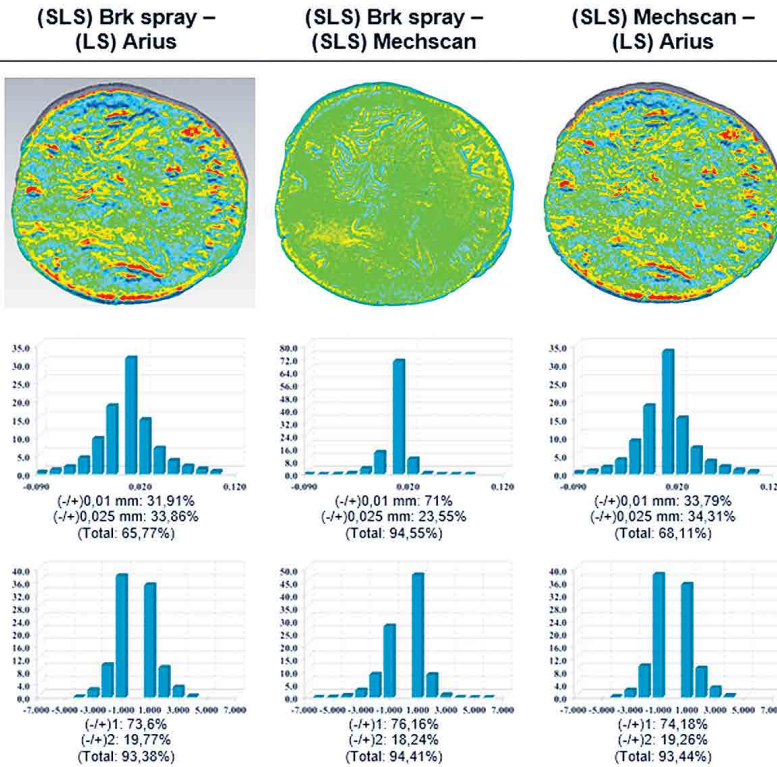 (SLS) Brk spray –
(LS) Arius
(SLS) Brk spray –
(SLS) Mechscan
(SLS) Mechscan –
(LS) Arius
35.0
30.0
25.0
20.0
15.0
10.0
5.0
0.0
-0.090 0.020 0.120
(-/+)0,01 mm: 31,91%
(-/+)0,025 mm: 33,86%
(Total: 65,77%)
80.0
72.0
64.0
56.0
48.0
40.0
32.0
24.0
16.0
8.0
0.0
-0.090 0.020 0.120
(-/+)0,01 mm: 71%
(-/+)0,025 mm: 23,55%
(Total: 94,55%)
35.0
30.0
25.0
20.0
15.0
10.0
5.0
0.0
-0.090 0.020 0.120
(-/+)0,01 mm: 33,79%
(-/+)0,025 mm: 34,31%
(Total: 68,11%)
40.0
36.0
32.0
28.0
24.0
20.0
16.0
12.0
8.0
4.0
0.0
-7.000 -5.000 -3.000 -1.000 1.000 3.000 5.000 7.000
(-/+)1: 73,6%
(-/+)2: 19,77%
(Total: 93,38%)
50.0
45.0
40.0
35.0
30.0
25.0
20.0
15.0
10.0
5.0
0.0
-7.000 -5.000 -3.000 -1.000 1.000 3.000 5.000 7.000
(-/+)1: 76,16%
(-/+)2: 18,24%
(Total: 94,41%)
40.0
36.0
32.0
28.0
24.0
20.0
16.0
12.0
8.0
4.0
0.0
-7.000 -5.000 -3.000 -1.000 1.000 3.000 5.000 7.000
(-/+)1: 74,18%
(-/+)2: 19,26%
(Total: 93,44%)